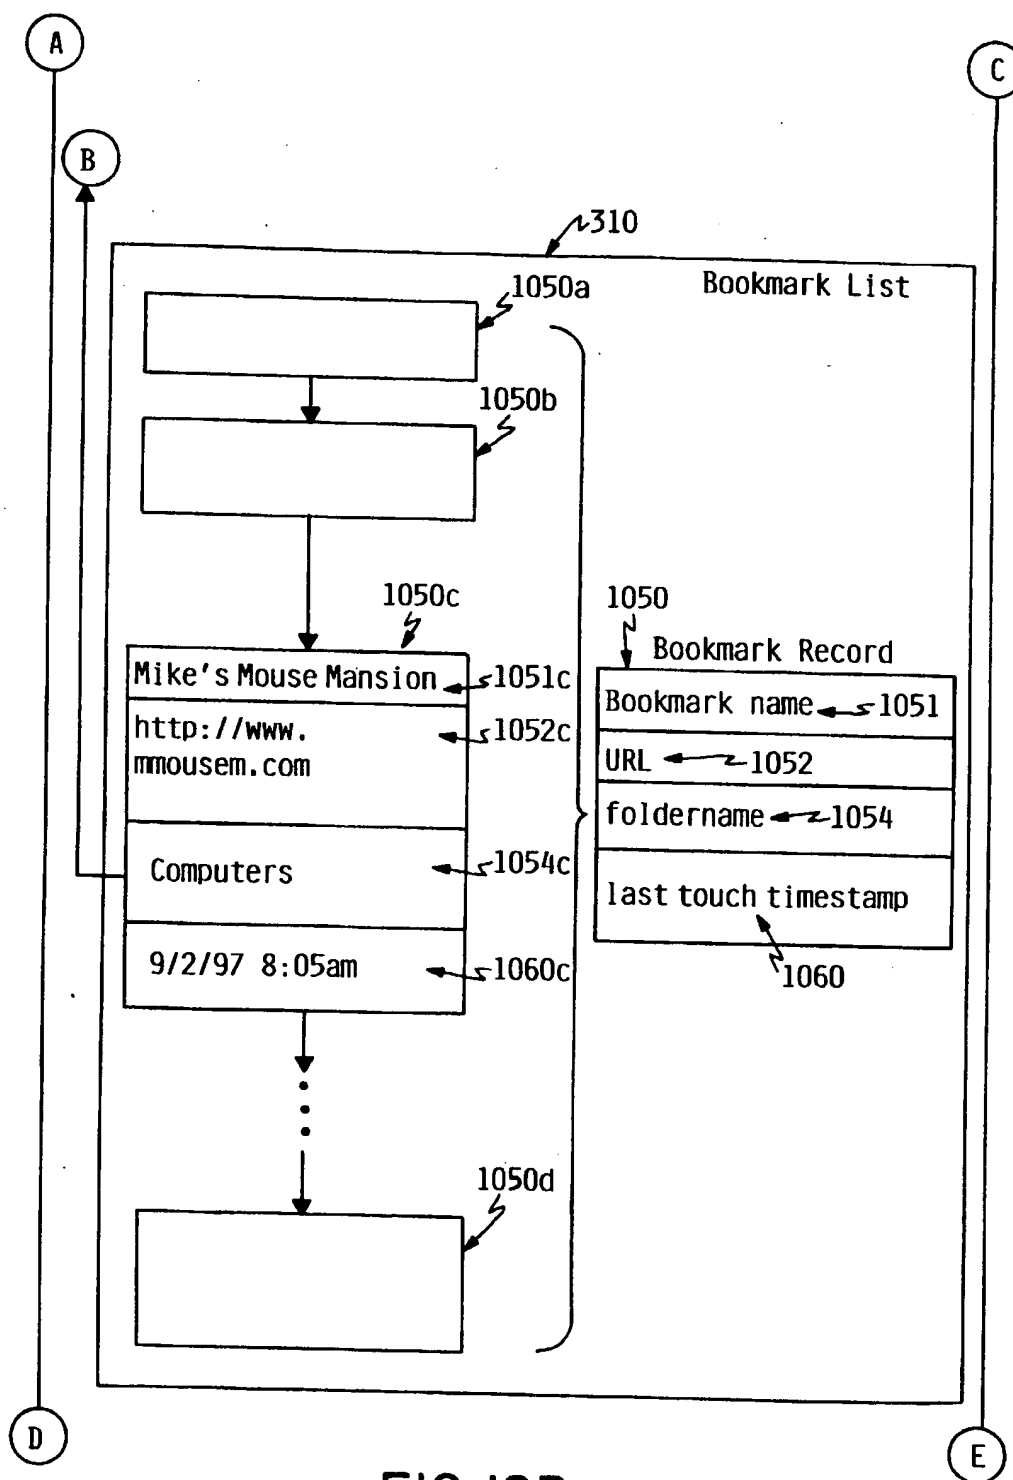 A
C
B
310
Bookmark List
1050a
1050b
1050c
Mike's Mouse Mansion
1051c
http://www.
mmousem.com
1052c
Computers
1054c
9/2/97 8:05am
1060c
1050
Bookmark Record
Bookmark name
1051
URL
1052
foldername
1054
last touch timestamp
1060
1050d
D
E